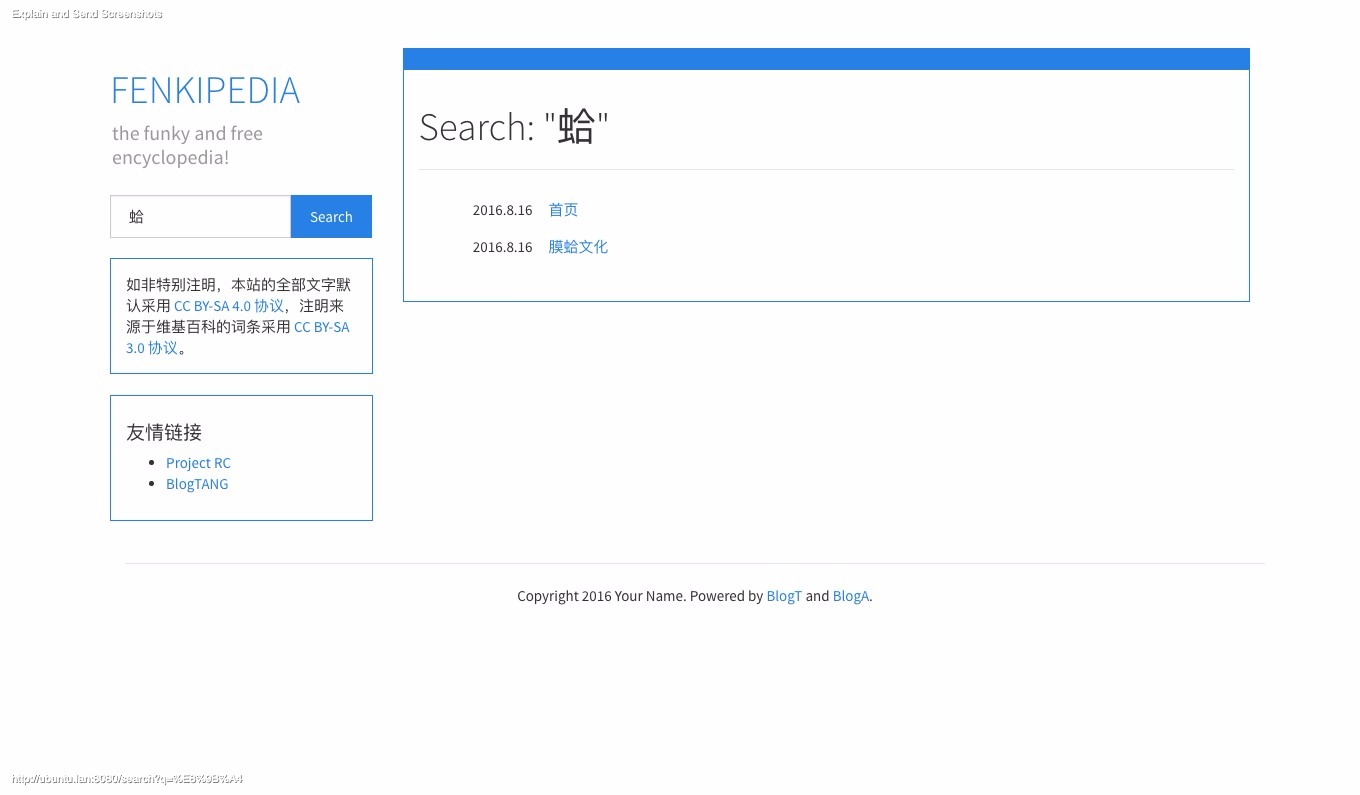 Explain and Send Screenshots
FENKIPEDIA
the funky and free
encyclopedia!
蛤
Search
如非特别注明，本站的全部文字默
认采用 CC BY-SA 4.0 协议，注明来
源于维基百科的词条采用 CC BY-SA
3.0 协议。
友情链接
Project RC
BlogTANG
Search: "蛤"
2016.8.16 首页
2016.8.16 膜蛤文化
Copyright 2016 Your Name. Powered by BlogT and BlogA.
http://ubuntu.lan:8080/search?q=%E8%9B%A4